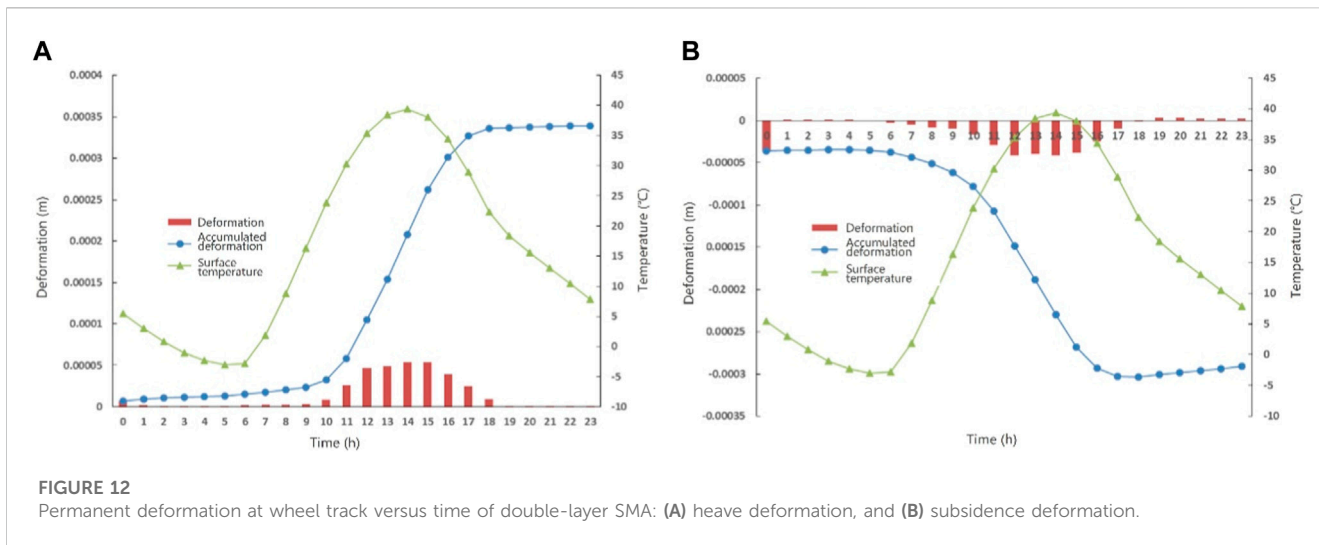 A
0.0004
0.00035
0.0003
0.00025
0.0002
0.00015
0.0001
0.00005
0
Deformation (m)
45
40
35
30
25
20
15
10
5
0
-5
-10
Temperature (℃)
Deformation
Accumulated
deformation
Surface
temperature
0 1 2 3 4 5 6 7 8 9 10 11 12 13 14 15 16 17 18 19 20 21 22 23
Time (h)
B
0.00005
0
-0.00005
-0.0001
-0.00015
-0.0002
-0.00025
-0.0003
-0.00035
Deformation (m)
45
40
35
30
25
20
15
10
5
0
-5
-10
Temperature (℃)
0 1 2 3 4 5 6 7 8 9 10 11 12 13 14 15 16 17 18 19 20 21 22 23
Deformation
Accumulated
deformation
Surface
temperature
Time (h)
FIGURE 12
Permanent deformation at wheel track versus time of double-layer SMA: (A) heave deformation, and (B) subsidence deformation.